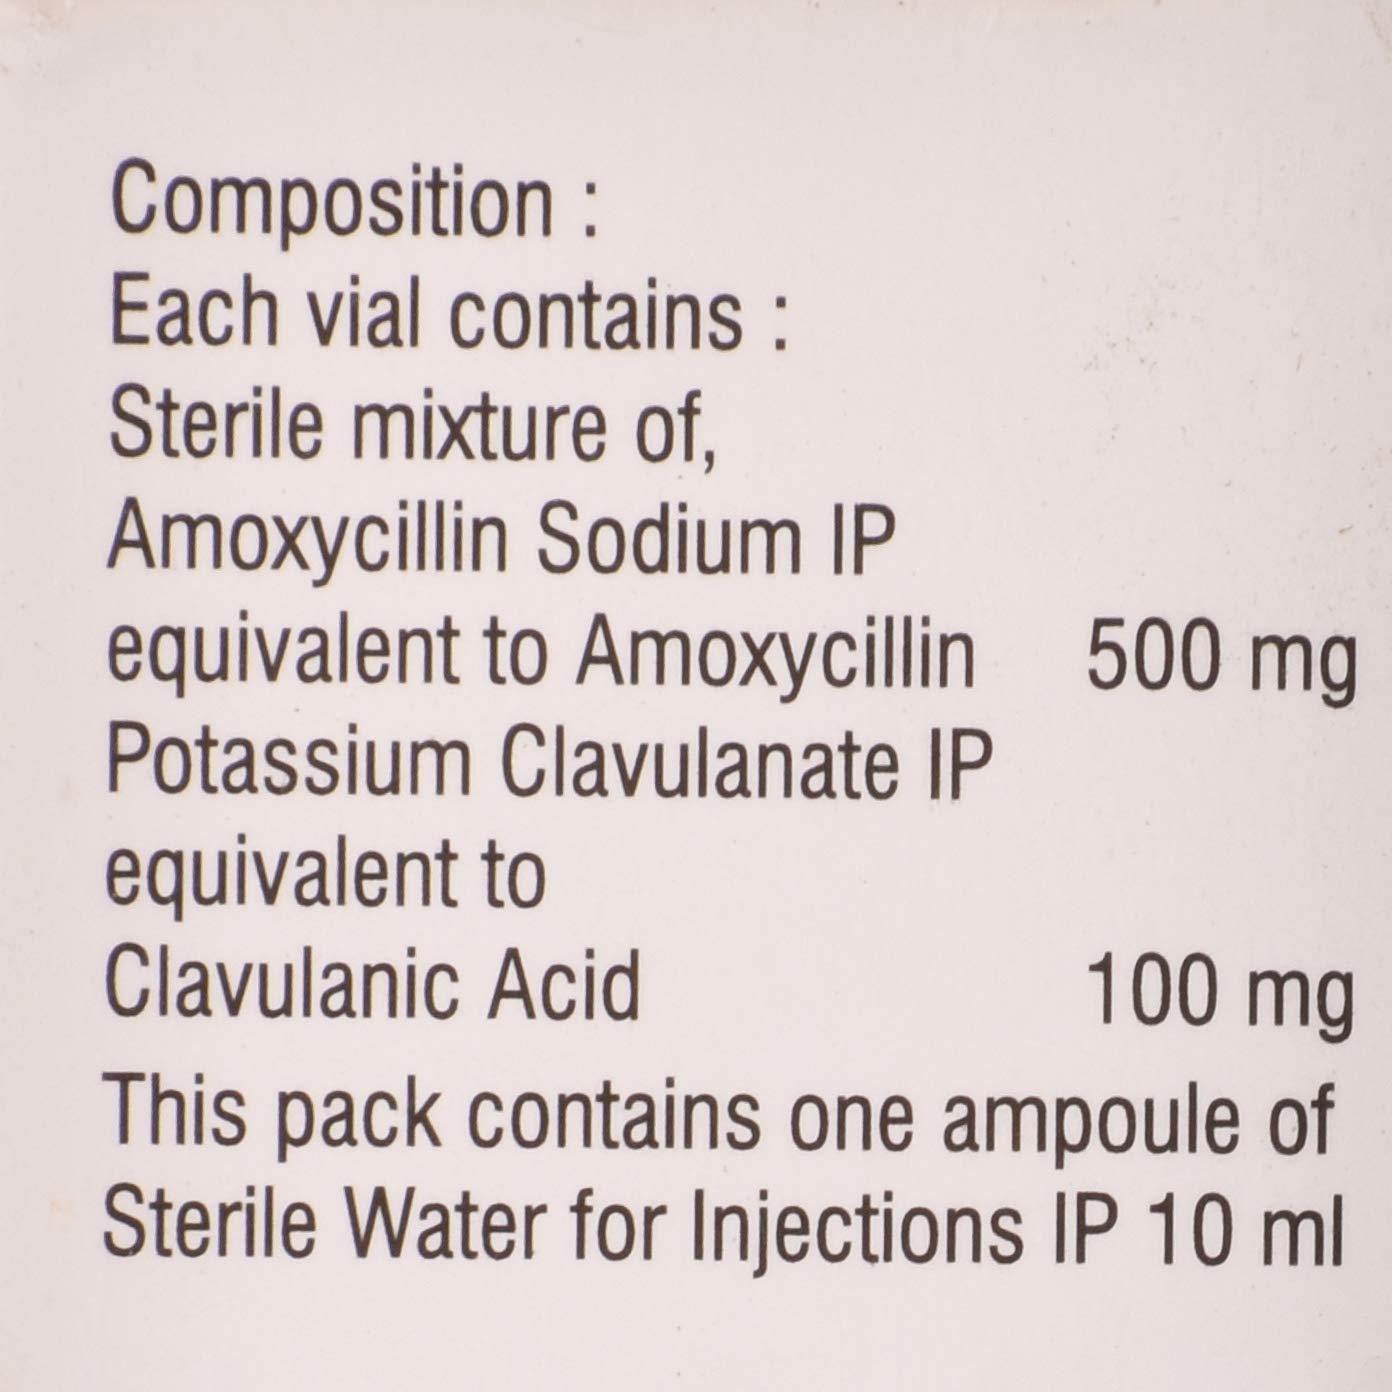 Composition :
Each vial contains :
Sterile mixture of,
Amoxycillin Sodium IP
equivalent to Amoxycillin 500 mg
Potassium Clavulanate IP
equivalent to
Clavulanic Acid 100 mg
This pack contains one ampoule of
Sterile Water for Injections IP 10 ml